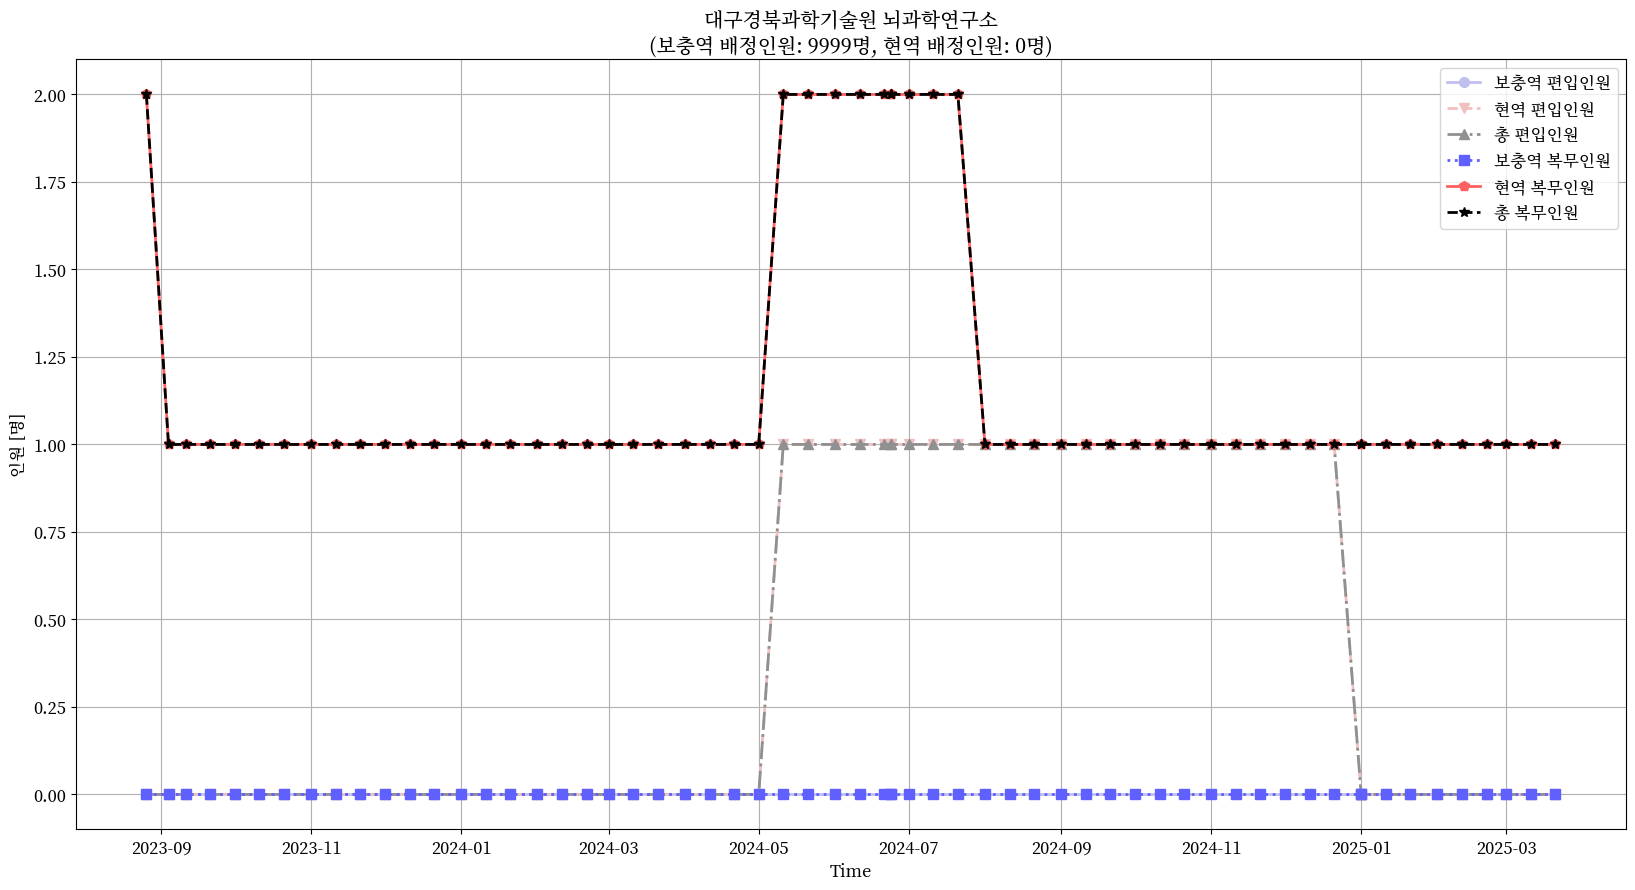 대구경북과학기술원 뇌과학연구소
(보충역 배정인원: 9999명, 현역 배정인원: 0명)
보충역 편입인원
현역 편입인원
총 편입인원
보충역 복무인원
현역 복무인원
총 복무인원
인원 [명]
2.00
1.75
1.50
1.25
1.00
0.75
0.50
0.25
0.00
2023-09
2023-11
2024-01
2024-03
2024-05
2024-07
2024-09
2024-11
2025-01
2025-03
Time